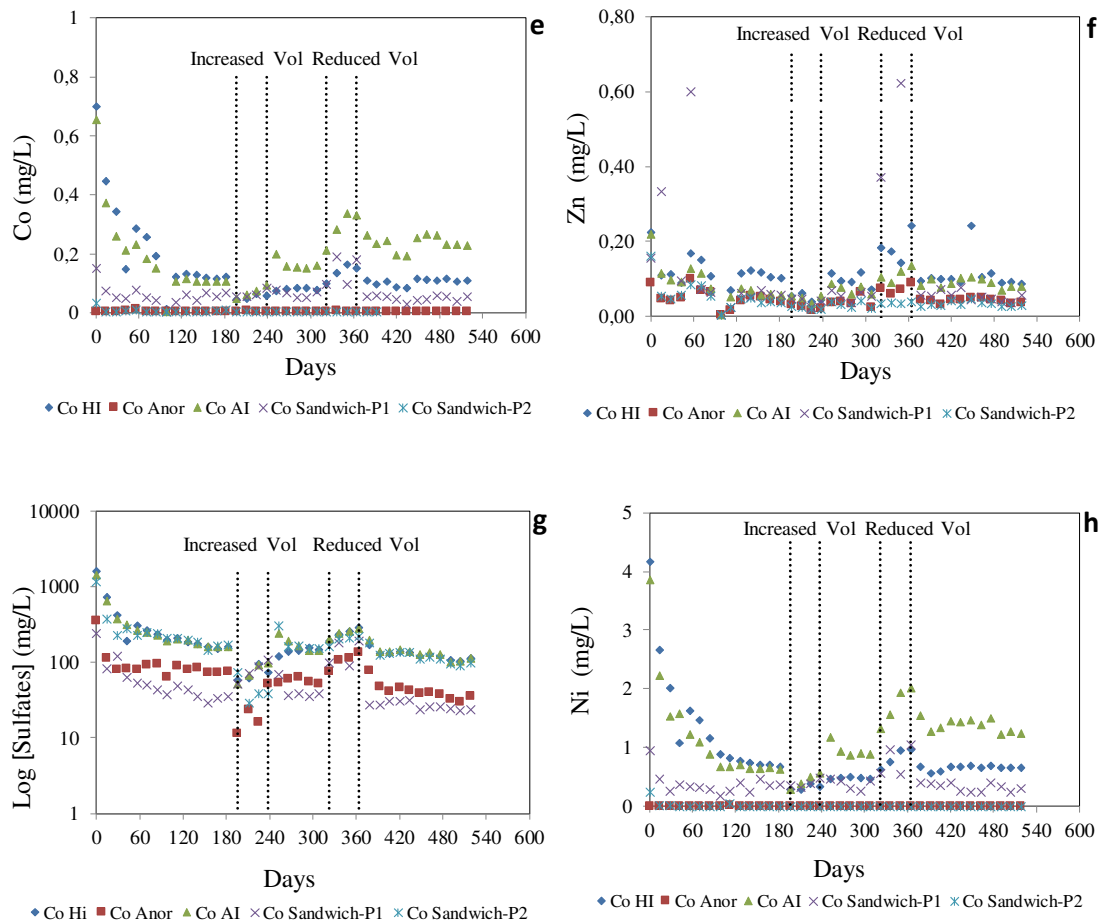 e
Increased Vol Reduced Vol
Co (mg/L)
1
0,8
0,6
0,4
0,2
0
0 60 120 180 240 300 360 420 480 540 600
Days
Co HI Co Anor Co AI Co Sandwich-P1 Co Sandwich-P2
f
Increased Vol Reduced Vol
Zn (mg/L)
0,80
0,60
0,40
0,20
0,00
0 60 120 180 240 300 360 420 480 540 600
Days
Co HI Co Anor Co AI Co Sandwich-P1 Co Sandwich-P2
g
Increased Vol Reduced Vol
Log [Sulfates] (mg/L)
10000
1000
100
10
1
0 60 120 180 240 300 360 420 480 540 600
Days
Co Hi Co Anor Co AI Co Sandwich-P1 Co Sandwich-P2
h
Increased Vol Reduced Vol
Ni (mg/L)
5
4
3
2
1
0
0 60 120 180 240 300 360 420 480 540 600
Days
Co HI Co Anor Co AI Co Sandwich-P1 Co Sandwich-P2